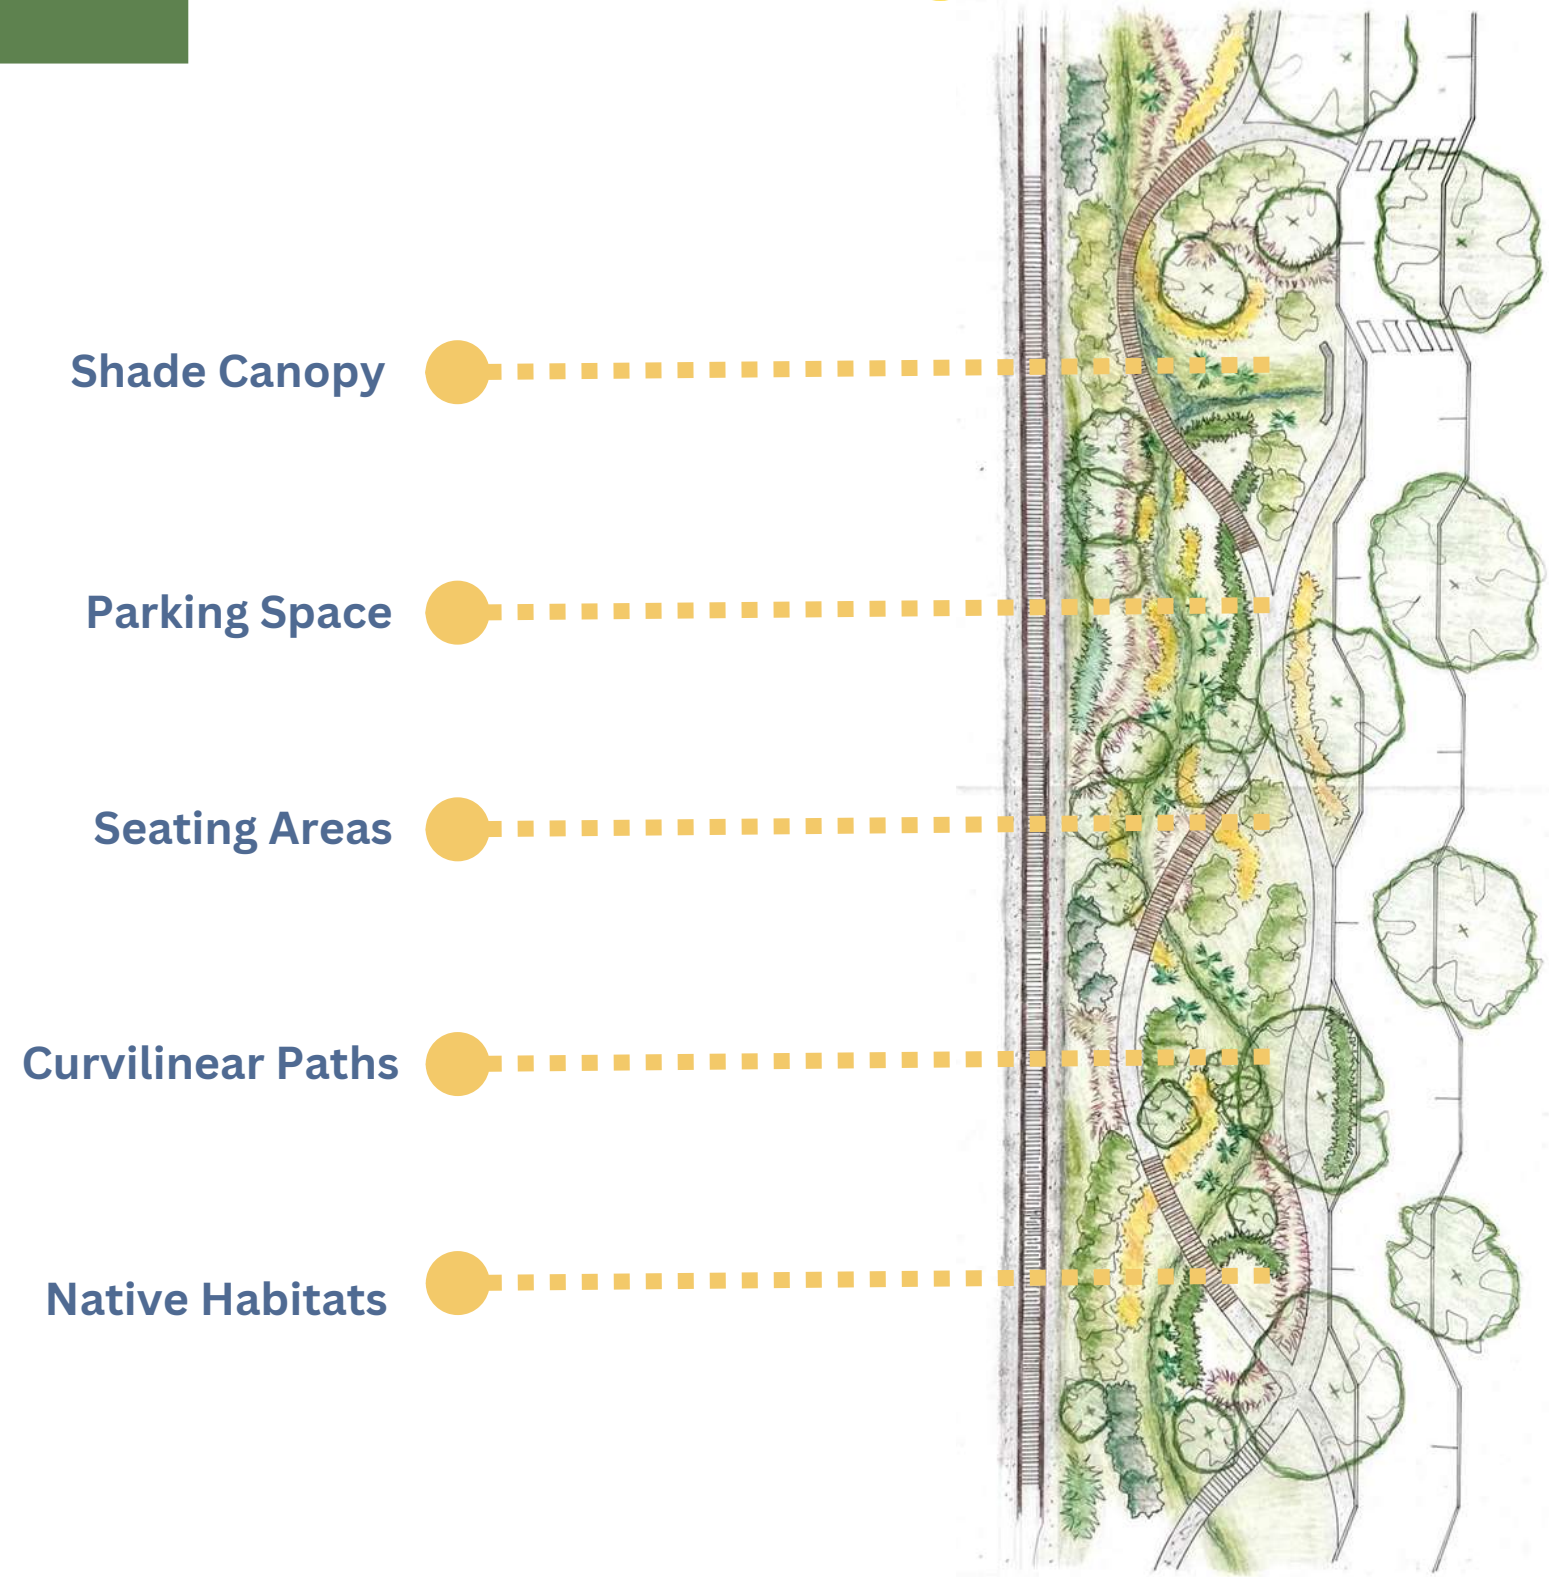 Shade Canopy
Parking Space
Seating Areas
Curvilinear Paths
Native Habitats